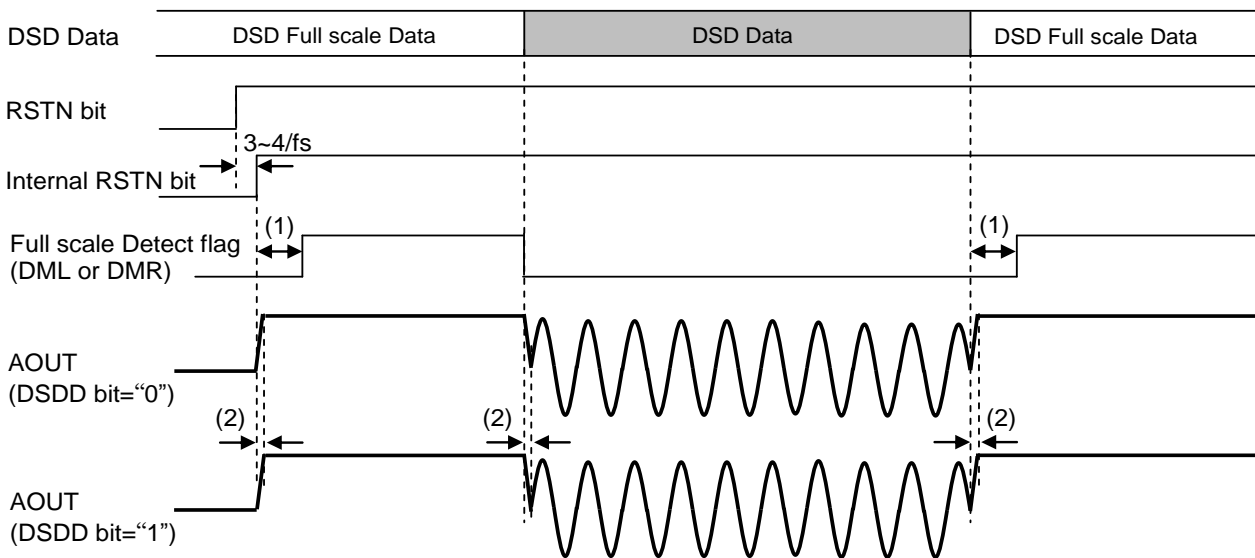 DSD Data
DSD Full scale Data
DSD Data
DSD Full scale Data
RSTN bit
3~4/fs
Internal RSTN bit
(1)
(1)
Full scale Detect flag
(DML or DMR)
AOUT
(DSDD bit=“0”)
(2)
(2)
(2)
AOUT
(DSDD bit=“1”)